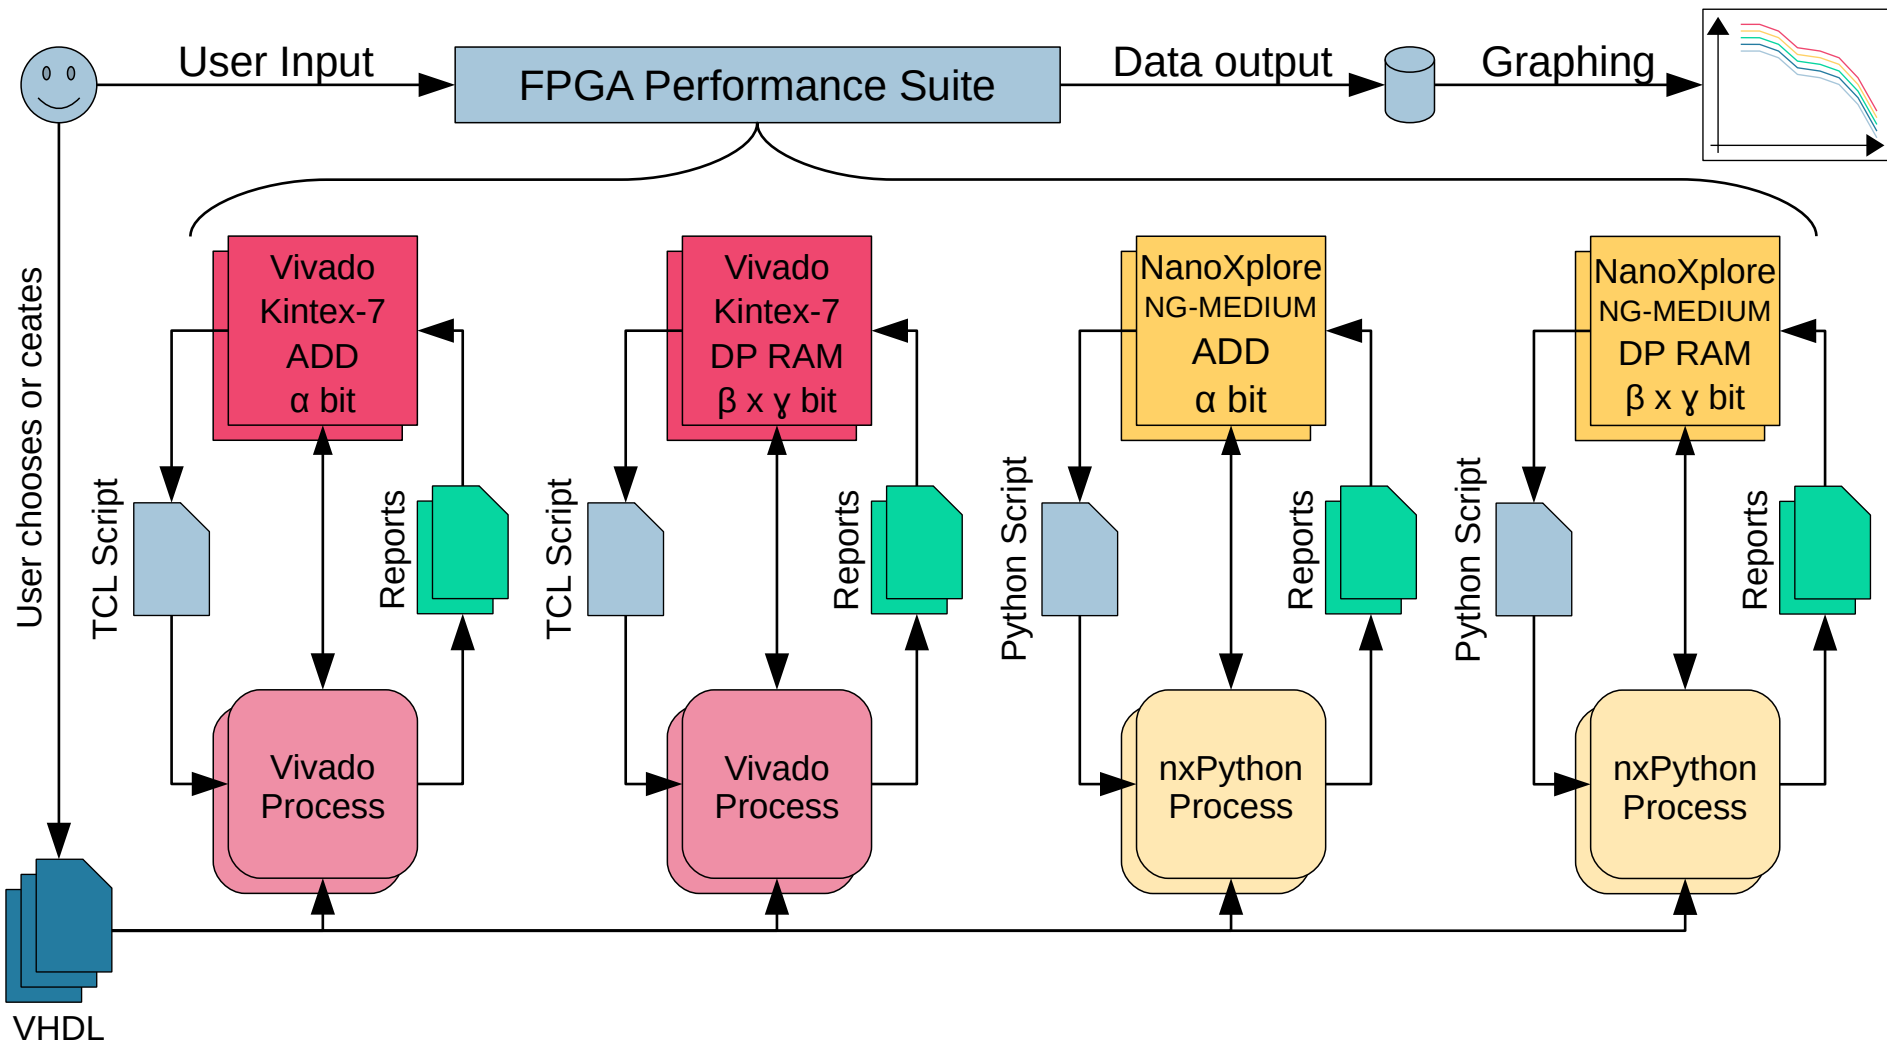 User Input
FPGA Performance Suite
Data output
Graphing
User chooses or ceates
Vivado
Kintex-7
ADD
α bit
TCL Script
Reports
Vivado
Process
Vivado
Kintex-7
DP RAM
β x ɣ bit
TCL Script
Reports
Vivado
Process
NanoXplore
NG-MEDIUM
ADD
α bit
Python Script
Reports
nxPython
Process
NanoXplore
NG-MEDIUM
DP RAM
β x ɣ bit
Python Script
Reports
nxPython
Process
VHDL